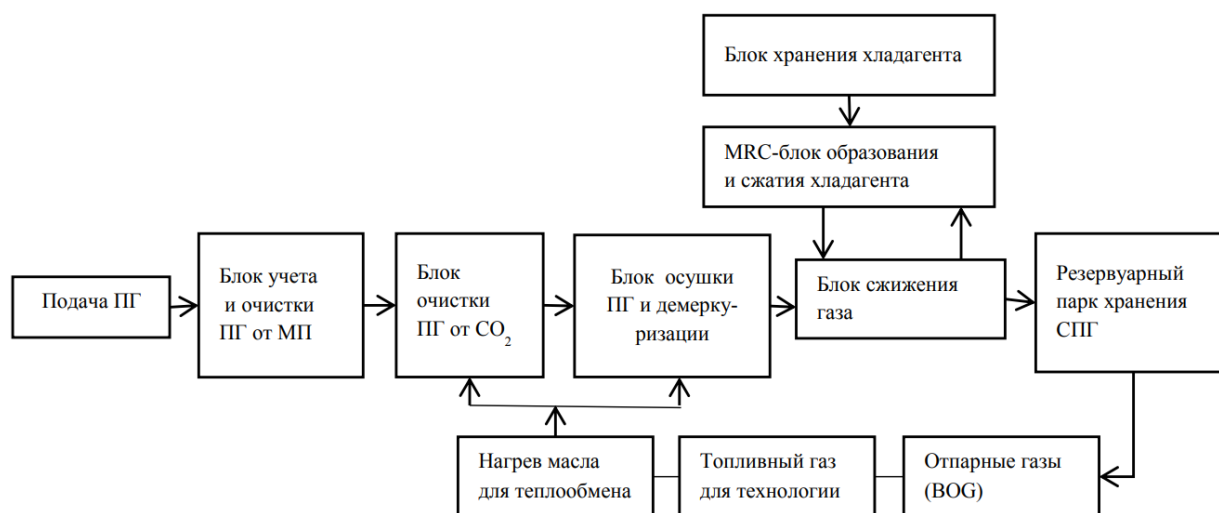 Блок хранения хладагента
MRC-блок образования
и сжатия хладагента
Подача ПГ
Блок учета
и очистки
ПГ от МП
Блок
очистки
ПГ от CO₂
Блок осушки
ПГ и демерку-
ризации
Блок сжижения
газа
Резервуарный
парк хранения
СПГ
Нагрев масла
для теплообмена
Топливный газ
для технологии
Отпарные газы
(BOG)